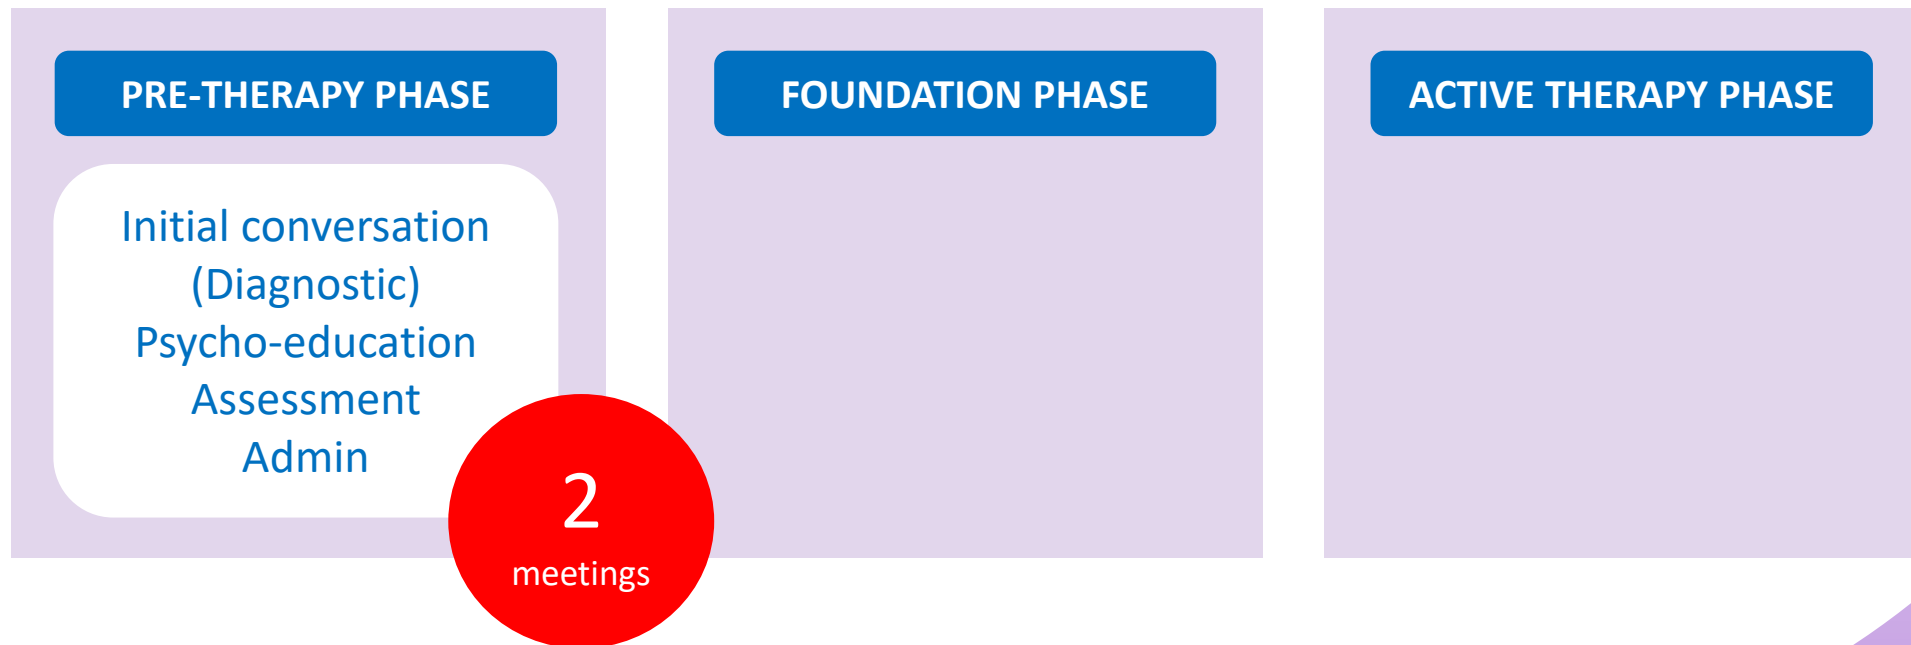 PRE-THERAPY PHASE
Initial conversation
(Diagnostic)
Psycho-education
Assessment
Admin
2
meetings
FOUNDATION PHASE
ACTIVE THERAPY PHASE